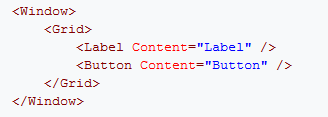 <Window>
    <Grid>
        <Label Content="Label" />
        <Button Content="Button" />
    </Grid>
</Window>